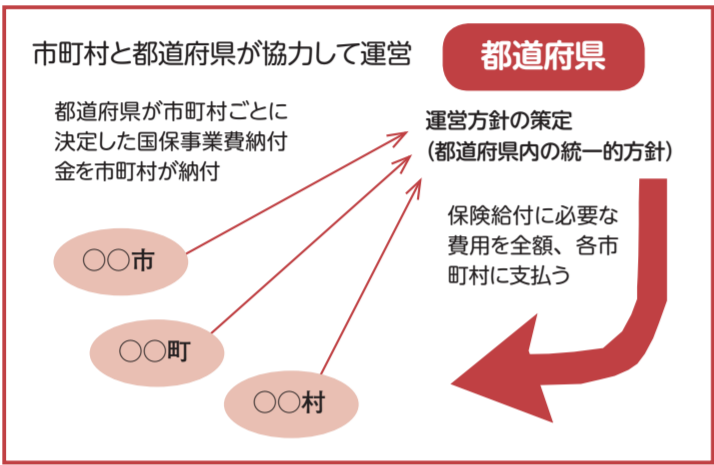 市町村と都道府県が協力して運営
都道府県
都道府県が市町村ごとに
決定した国保事業費納付
金を市町村が納付
運営方針の策定
（都道府県内の統一的方針）
保険給付に必要な
費用を全額、各市
町村に支払う
〇〇市
〇〇町
〇〇村